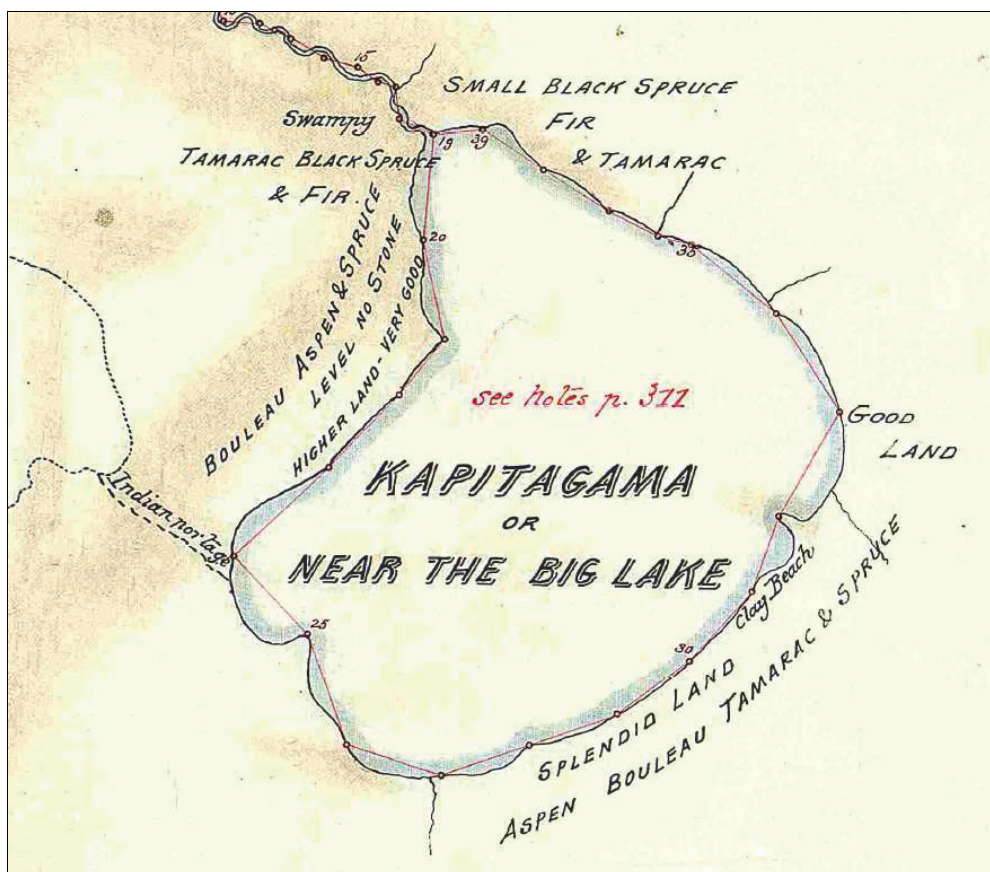 15
SMALL BLACK SPRUCE
FIR
& TAMARAC
Swampy
19
39
TAMARAC BLACK SPRUCE
& FIR.
20
BOULEAU ASPEN & SPRUCE
LEVEL NO STONE
HIGHER LAND - VERY GOOD
see notes p. 311
GOOD
LAND
KAPITAGAMA
OR
NEAR THE BIG LAKE
Indian portage
25
30
Clay Beach
SPLENDID LAND
ASPEN BOULEAU TAMARAC & SPRUCE